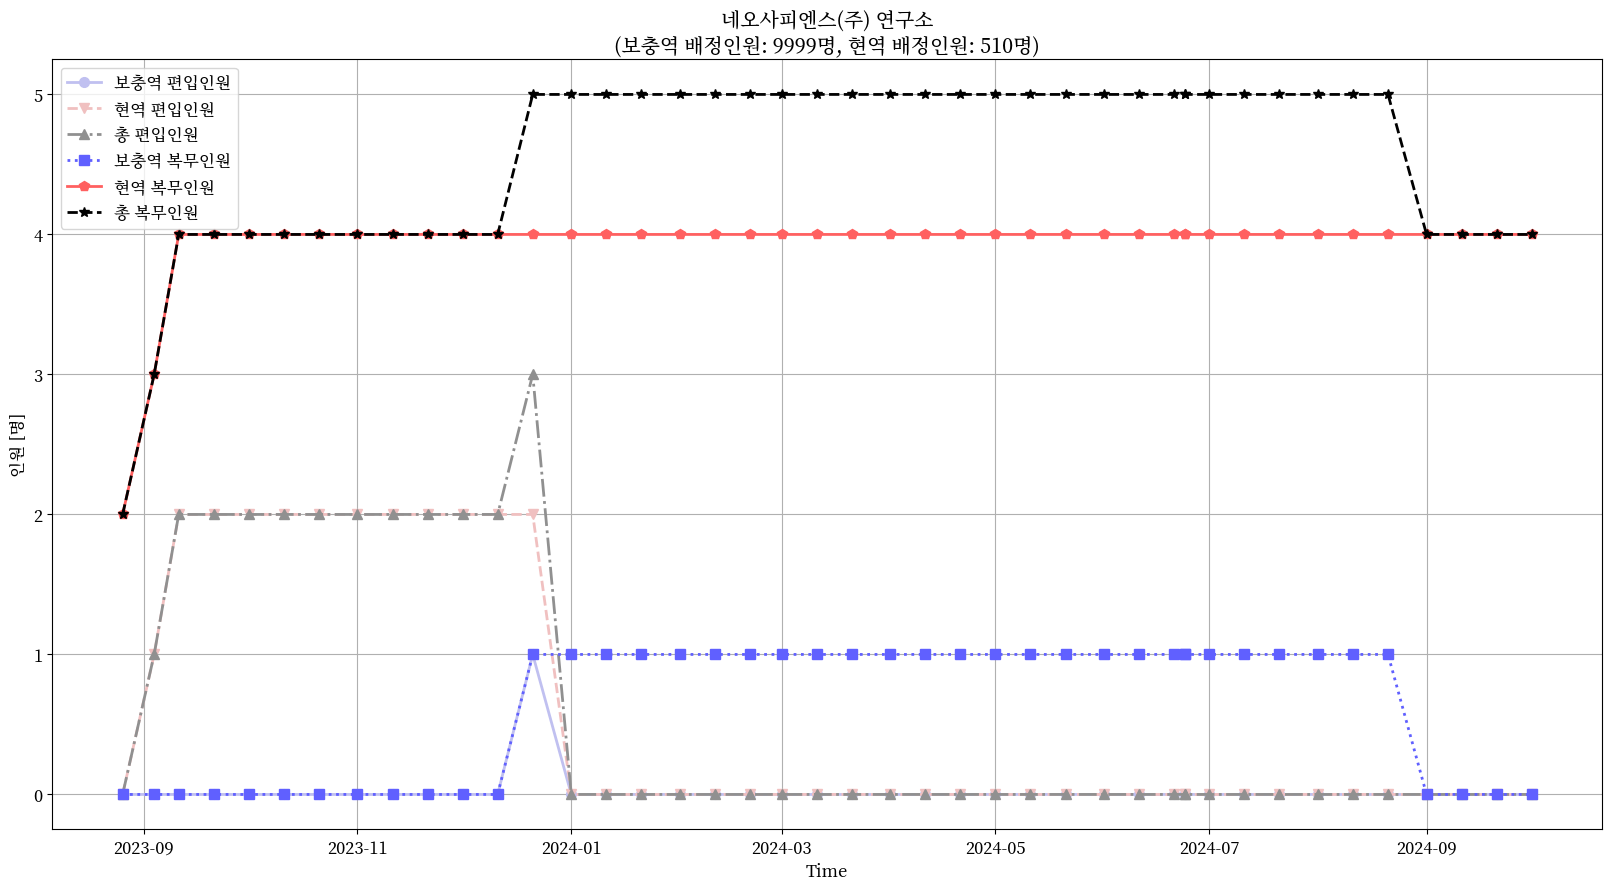 네오사피엔스(주) 연구소
(보충역 배정인원: 9999명, 현역 배정인원: 510명)
보충역 편입인원
현역 편입인원
총 편입인원
보충역 복무인원
현역 복무인원
총 복무인원
인원 [명]
5
4
3
2
1
0
2023-09
2023-11
2024-01
2024-03
2024-05
2024-07
2024-09
Time